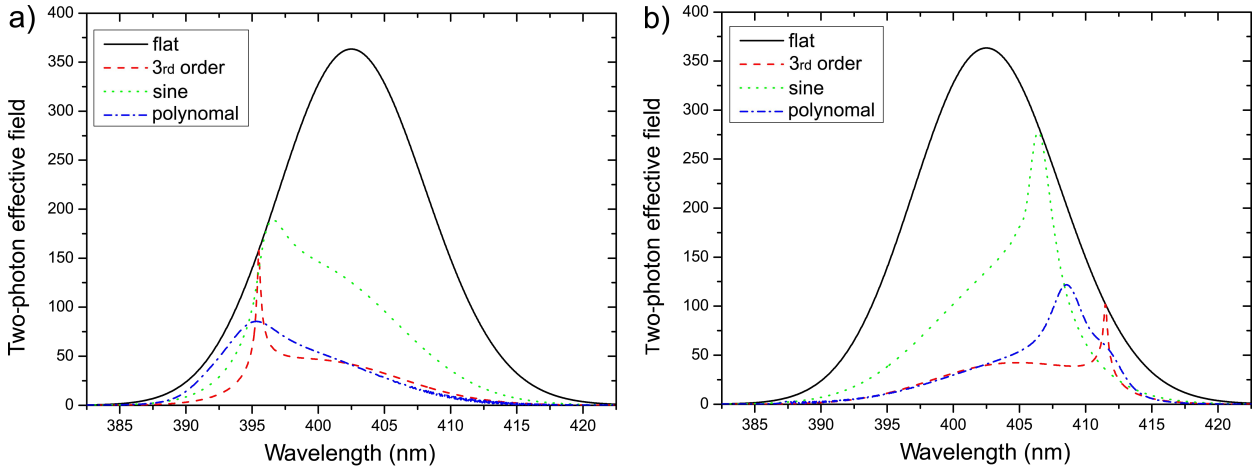 a)
Two-photon effective field
400
350
300
250
200
150
100
50
0
flat
3rd order
sine
polynomal
385 390 395 400 405 410 415 420
Wavelength (nm)
b)
Two-photon effective field
400
350
300
250
200
150
100
50
0
flat
3rd order
sine
polynomal
385 390 395 400 405 410 415 420
Wavelength (nm)